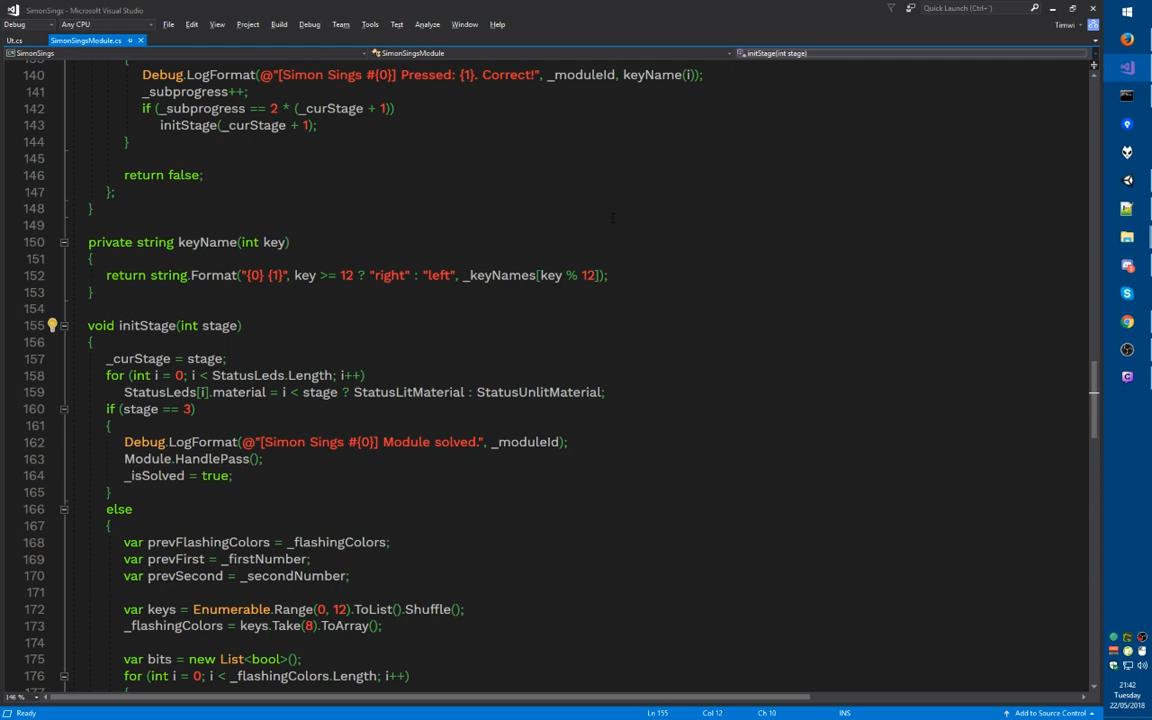 SimonSings - Microsoft Visual Studio
Quick Launch (Ctrl+`)
File Edit View Project Build Debug Team Tools Test Analyze Window Help
Timwi
Debug Any CPU
Ut.cs SimonSingsModule.cs
SimonSings SimonSingsModule initStage(int stage)
140 Debug.LogFormat(@"[Simon Sings #{0}] Pressed: {1}. Correct!", _moduleId, keyName(i));
141 _subprogress++;
142 if (_subprogress == 2 * (_curStage + 1))
143 initStage(_curStage + 1);
144 }
145
146 return false;
147 };
148 }
149
150 private string keyName(int key)
151 {
152 return string.Format("{0} {1}", key >= 12 ? "right" : "left", _keyNames[key % 12]);
153 }
154
155 void initStage(int stage)
156 {
157 _curStage = stage;
158 for (int i = 0; i < StatusLeds.Length; i++)
159 StatusLeds[i].material = i < stage ? StatusLitMaterial : StatusUnlitMaterial;
160 if (stage == 3)
161 {
162 Debug.LogFormat(@"[Simon Sings #{0}] Module solved.", _moduleId);
163 Module.HandlePass();
164 _isSolved = true;
165 }
166 else
167 {
168 var prevFlashingColors = _flashingColors;
169 var prevFirst = _firstNumber;
170 var prevSecond = _secondNumber;
171
172 var keys = Enumerable.Range(0, 12).ToList().Shuffle();
173 _flashingColors = keys.Take(8).ToArray();
174
175 var bits = new List<bool>();
176 for (int i = 0; i < _flashingColors.Length; i++)
146 %
Ready Ln 155 Col 12 Ch 10 INS Add to Source Control
21:42
Tuesday
22/05/2018